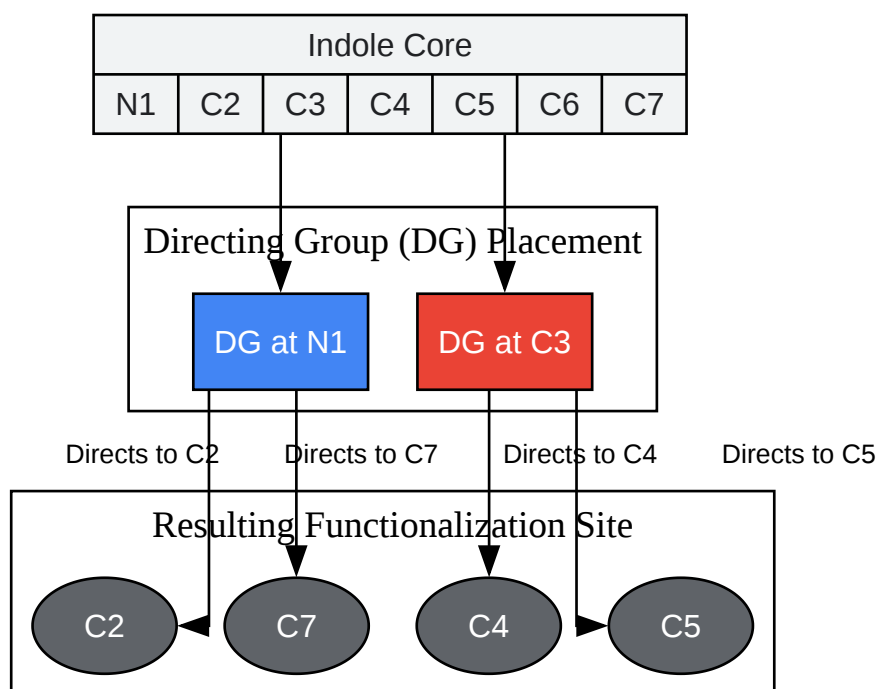 Indole Core
N1 C2 C3 C4 C5 C6 C7
Directing Group (DG) Placement
DG at N1 DG at C3
Directs to C2 Directs to C7 Directs to C4 Directs to C5
Resulting Functionalization Site
C2 C7 C4 C5